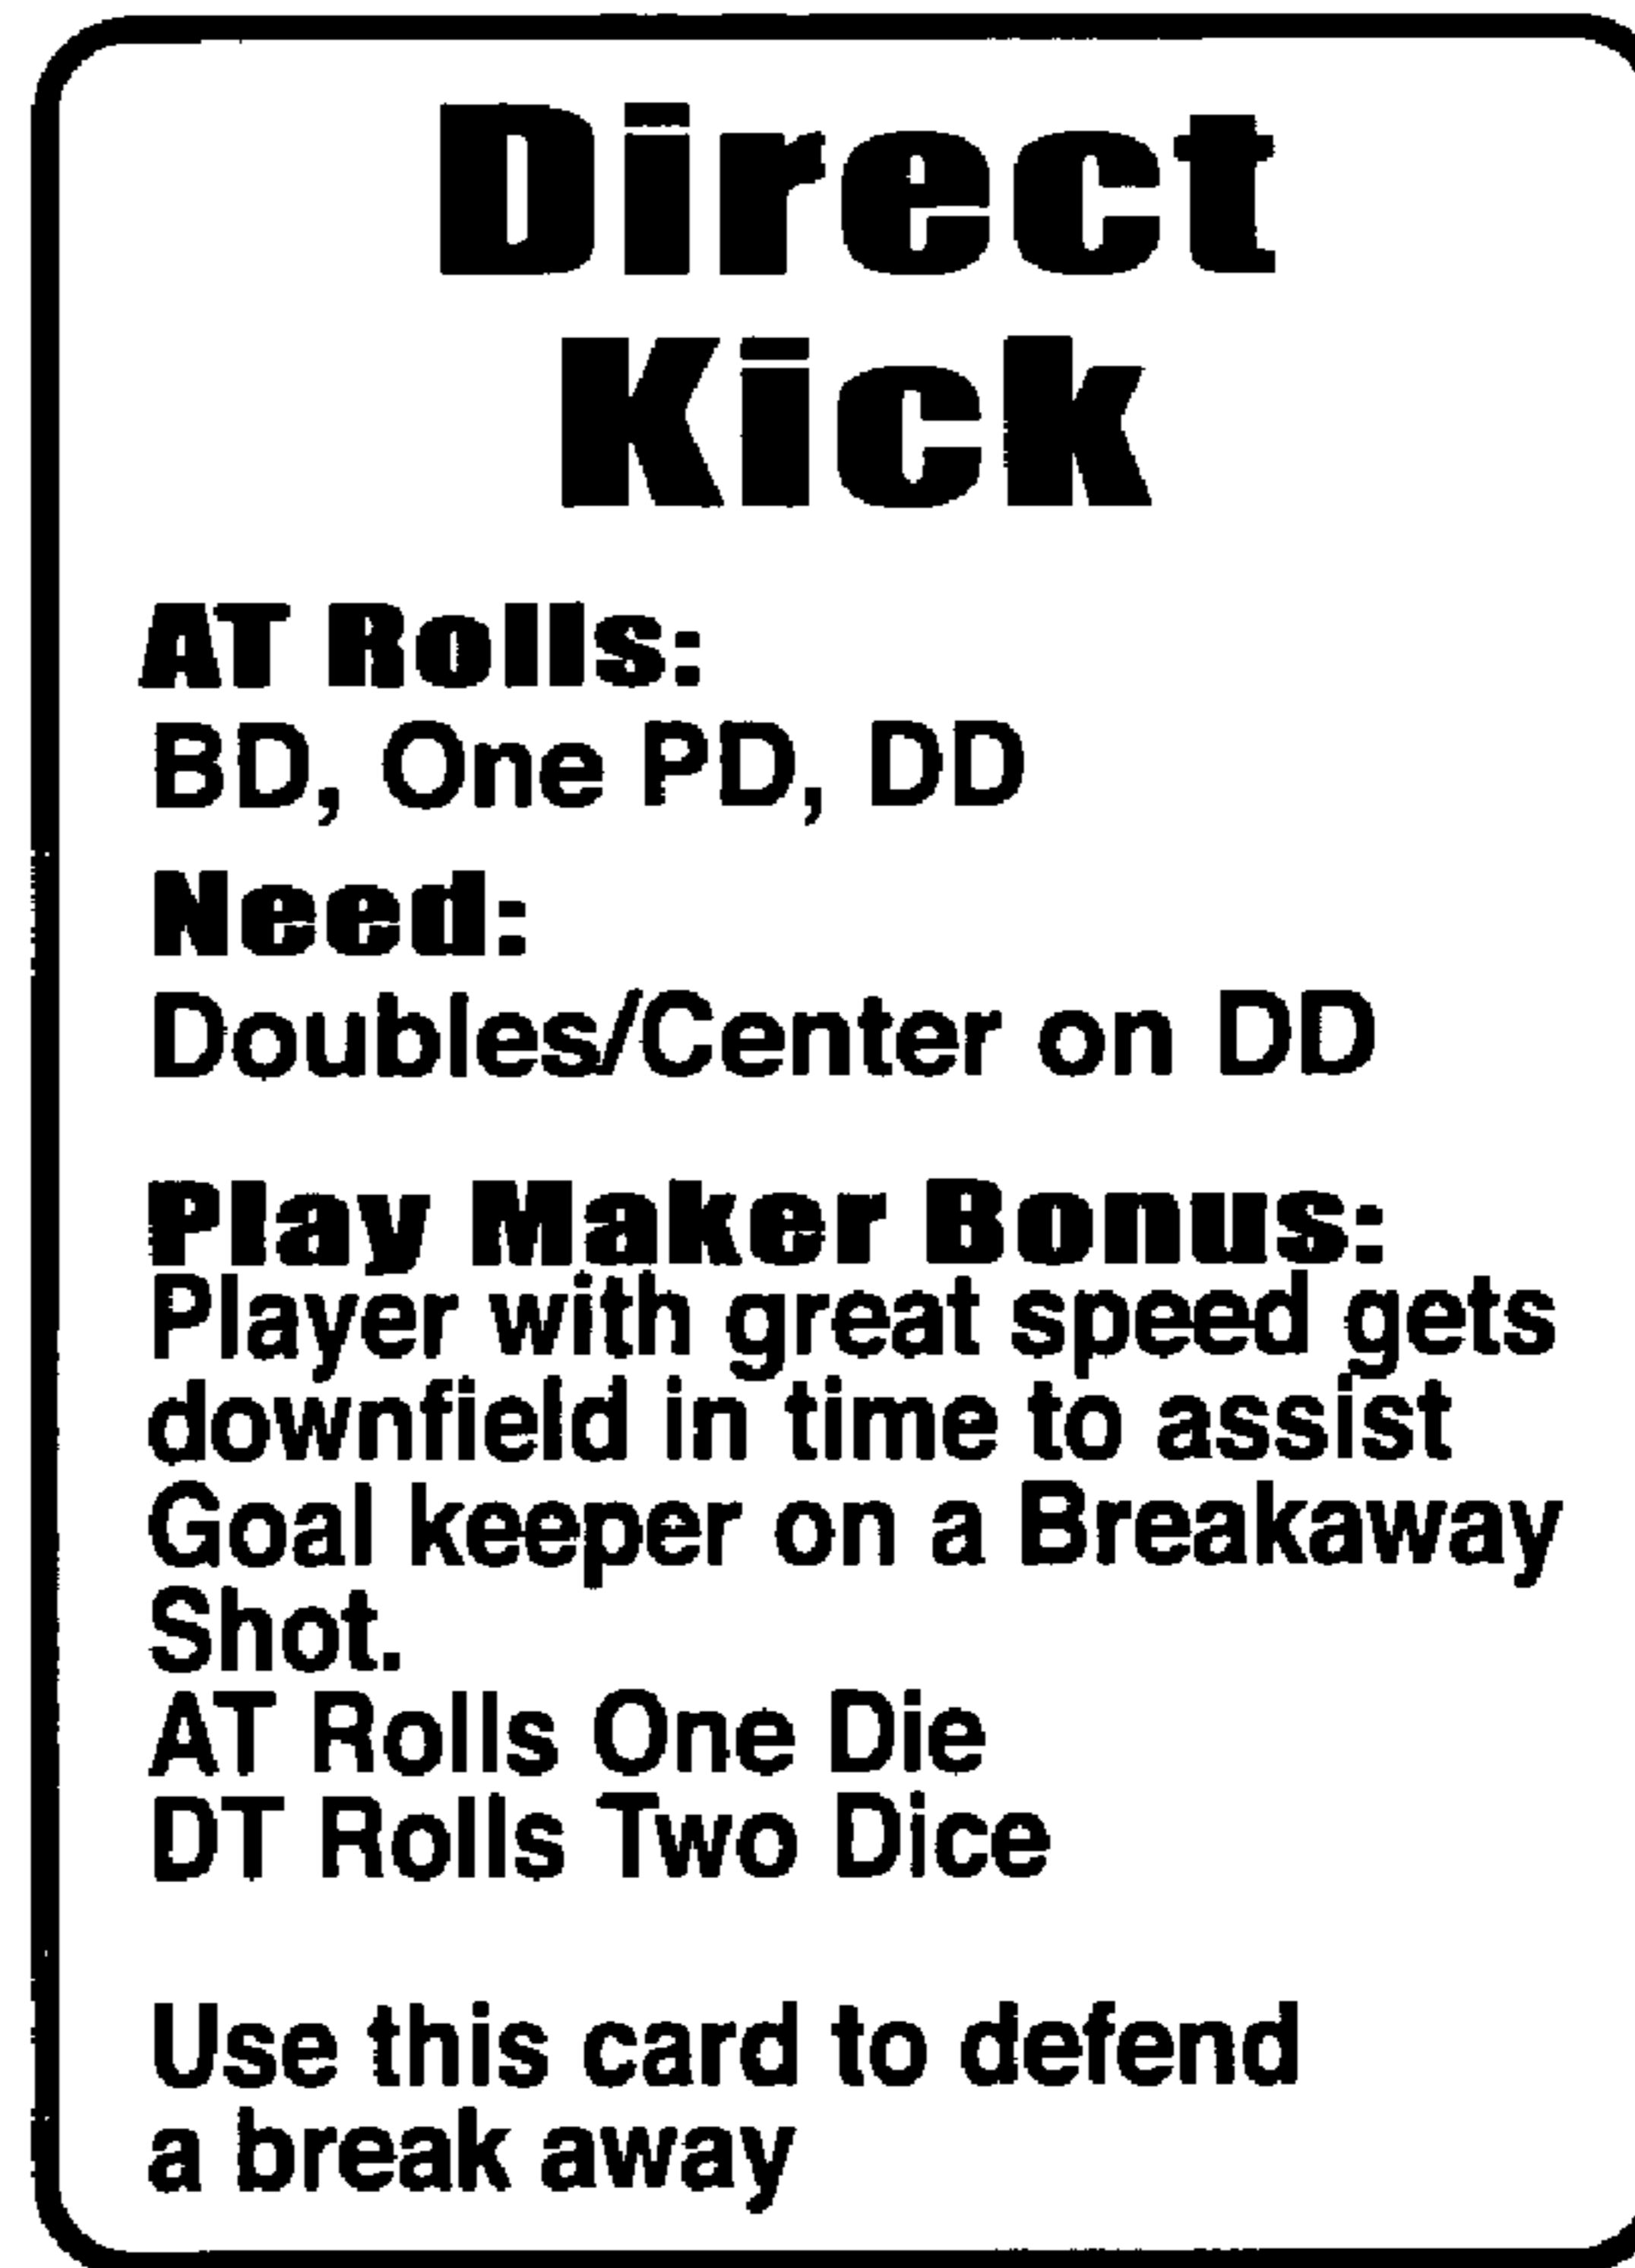 Direct
Kick
AT Rolls:
BD, One PD, DD
Need:
Doubles/Center on DD
Play Maker Bonus:
Player with great speed gets
downfield in time to assist
Goal keeper on a Breakaway
Shot.
AT Rolls One Die
DT Rolls Two Dice
Use this card to defend
a break away